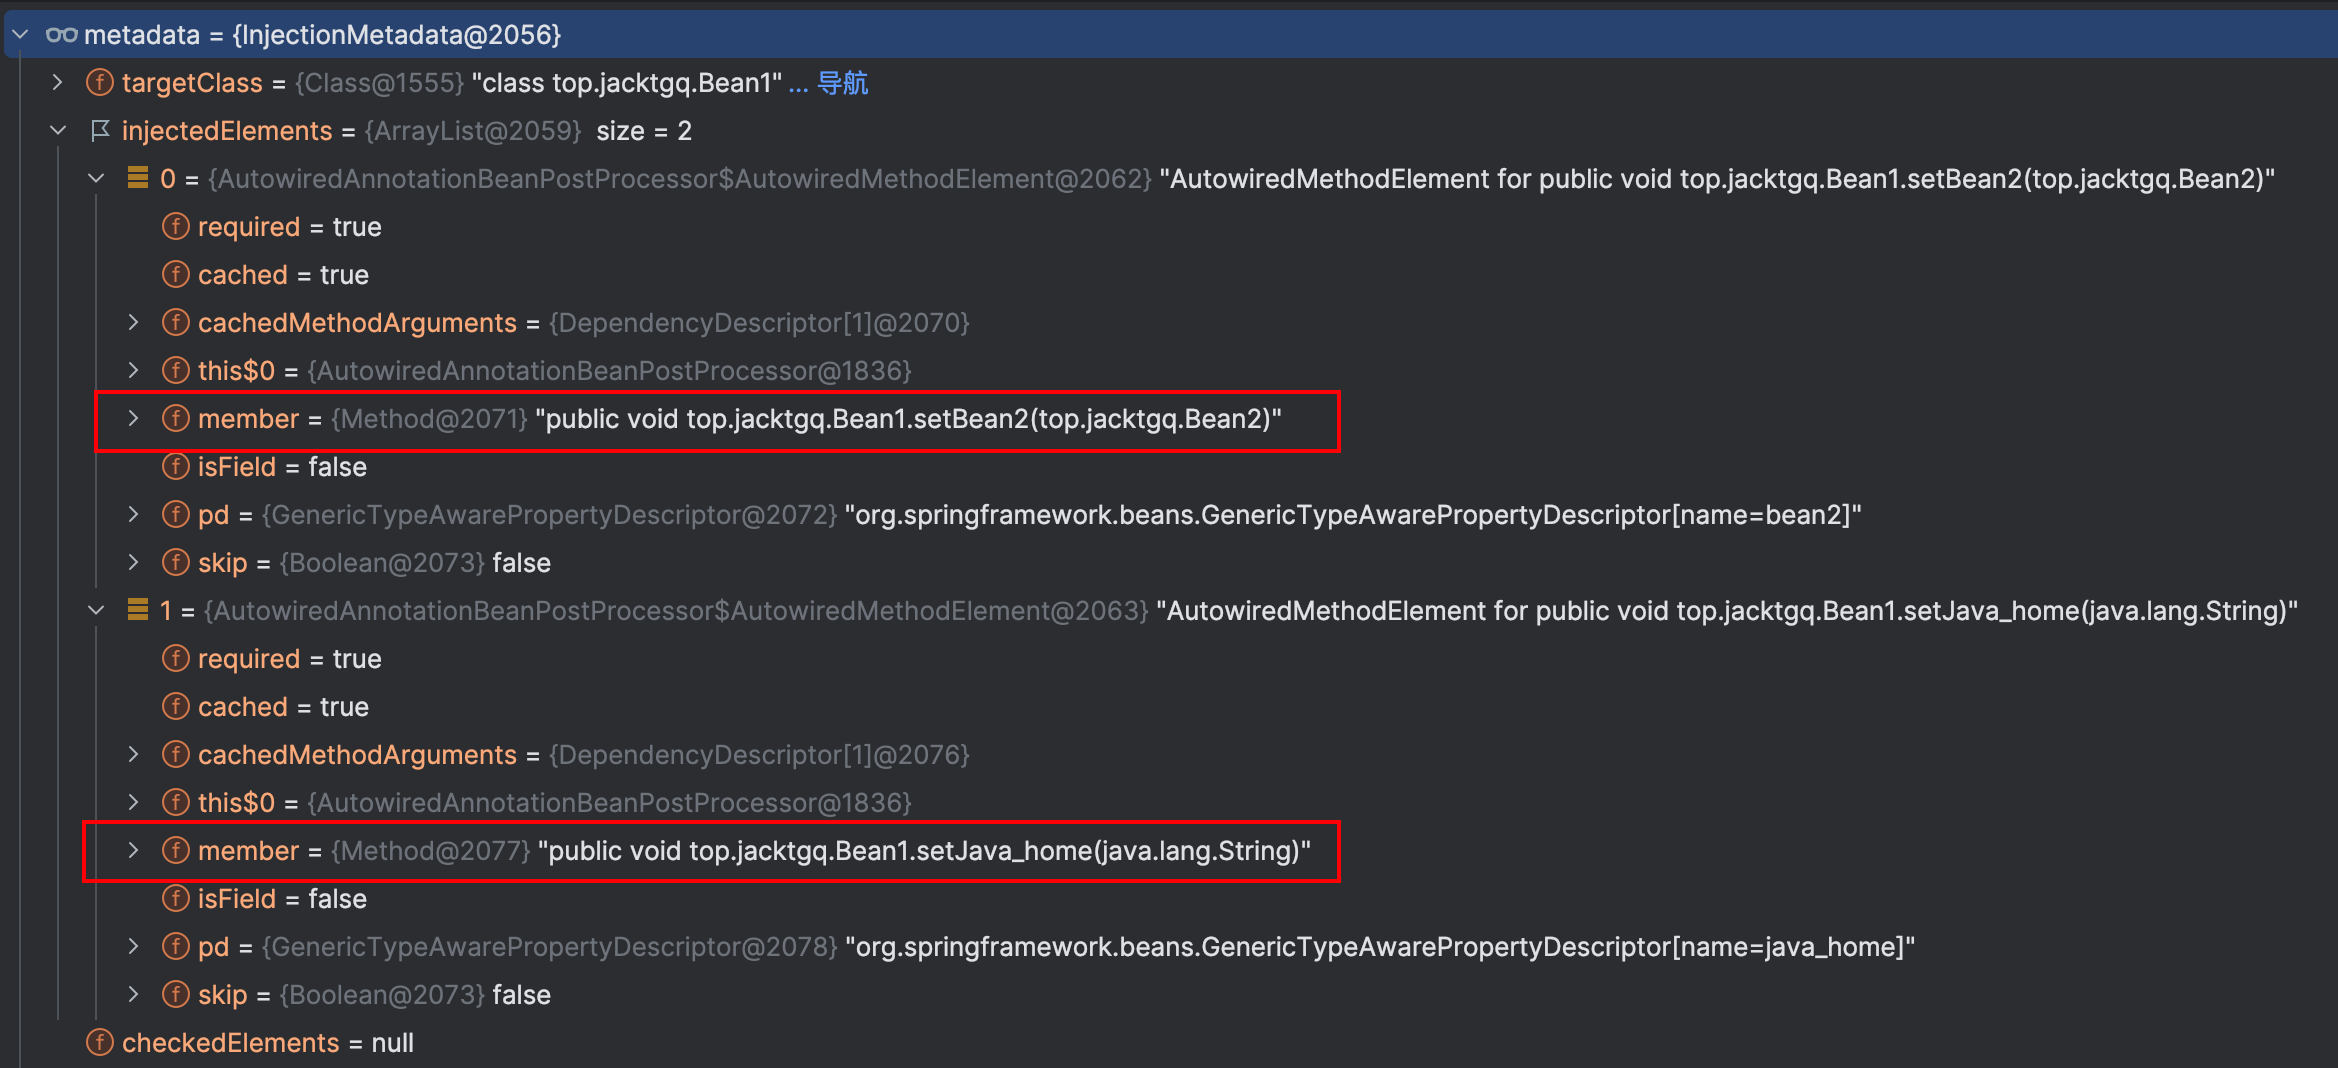 metadata = {InjectionMetadata@2056}
targetClass = {Class@1555} "class top.jacktgq.Bean1" ... 导航
injectedElements = {ArrayList@2059} size = 2
0 = {AutowiredAnnotationBeanPostProcessor$AutowiredMethodElement@2062} "AutowiredMethodElement for public void top.jacktgq.Bean1.setBean2(top.jacktgq.Bean2)"
f required = true
f cached = true
f cachedMethodArguments = {DependencyDescriptor[1]@2070}
f this$0 = {AutowiredAnnotationBeanPostProcessor@1836}
f member = {Method@2071} "public void top.jacktgq.Bean1.setBean2(top.jacktgq.Bean2)"
f isField = false
f pd = {GenericTypeAwarePropertyDescriptor@2072} "org.springframework.beans.GenericTypeAwarePropertyDescriptor[name=bean2]"
f skip = {Boolean@2073} false
1 = {AutowiredAnnotationBeanPostProcessor$AutowiredMethodElement@2063} "AutowiredMethodElement for public void top.jacktgq.Bean1.setJava_home(java.lang.String)"
f required = true
f cached = true
f cachedMethodArguments = {DependencyDescriptor[1]@2076}
f this$0 = {AutowiredAnnotationBeanPostProcessor@1836}
f member = {Method@2077} "public void top.jacktgq.Bean1.setJava_home(java.lang.String)"
f isField = false
f pd = {GenericTypeAwarePropertyDescriptor@2078} "org.springframework.beans.GenericTypeAwarePropertyDescriptor[name=java_home]"
f skip = {Boolean@2073} false
f checkedElements = null